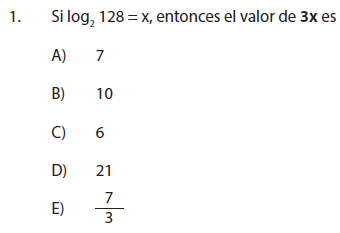 1. Si log₂ 128 = x, entonces el valor de 3x es
A) 7
B) 10
C) 6
D) 21
E) 7/3